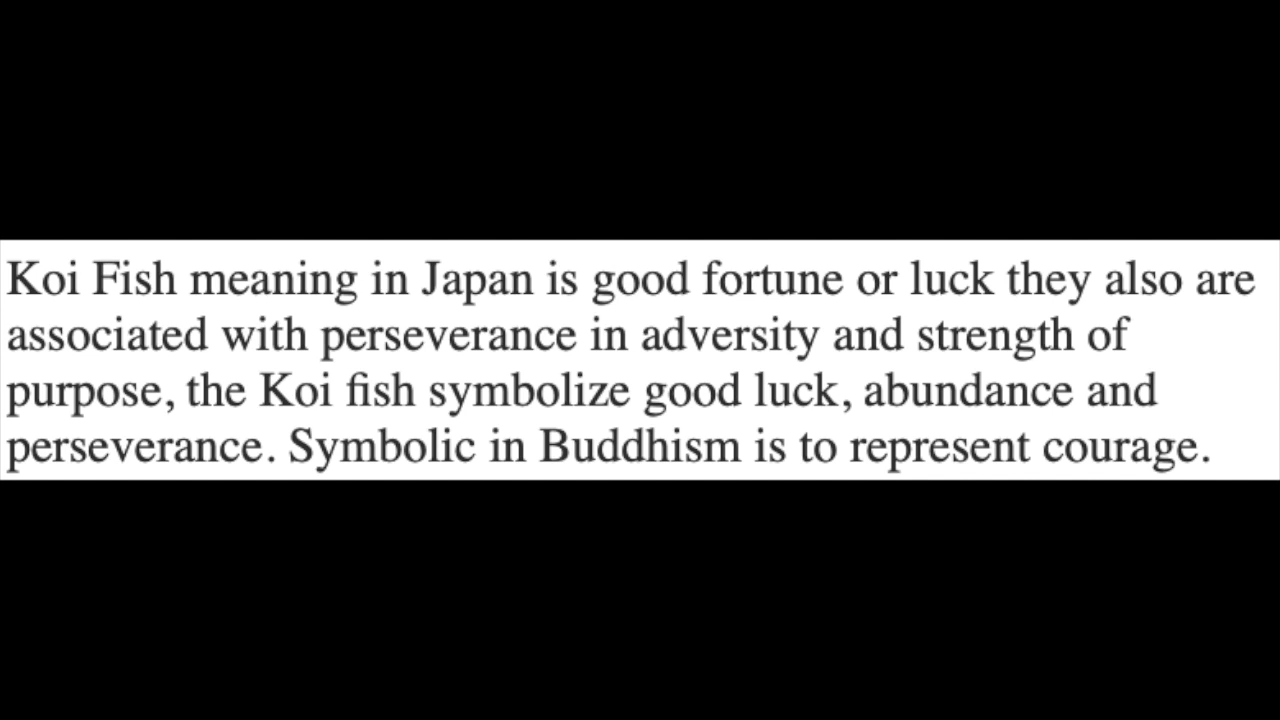 Koi Fish meaning in Japan is good fortune or luck they also are
associated with perseverance in adversity and strength of
purpose, the Koi fish symbolize good luck, abundance and
perseverance. Symbolic in Buddhism is to represent courage.